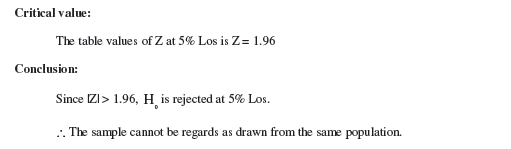 Critical value:
The table values of Z at 5% Los is Z = 1.96
Conclusion:
Since |Z| > 1.96, H₀ is rejected at 5% Los.
∴ The sample cannot be regards as drawn from the same population.